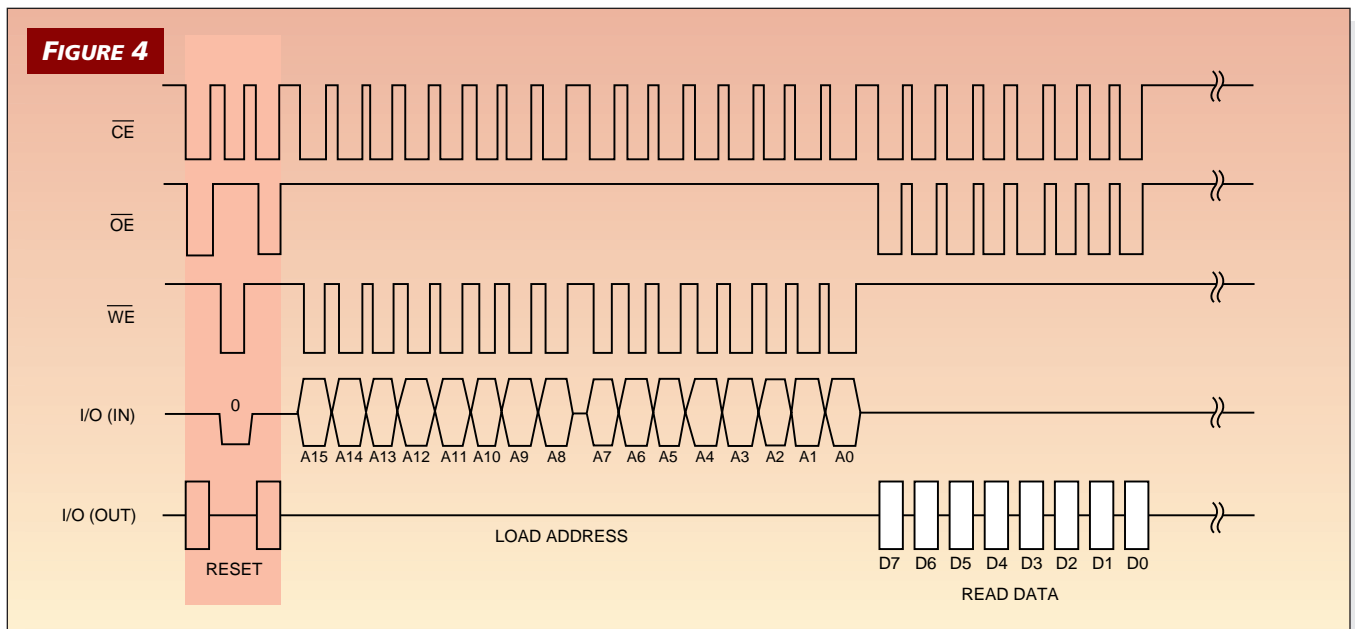 FIGURE 4
CE
OE
WE
I/O (IN)
0
A15 A14 A13 A12 A11 A10 A9 A8 A7 A6 A5 A4 A3 A2 A1 A0
I/O (OUT)
LOAD ADDRESS
RESET
D7 D6 D5 D4 D3 D2 D1 D0
READ DATA